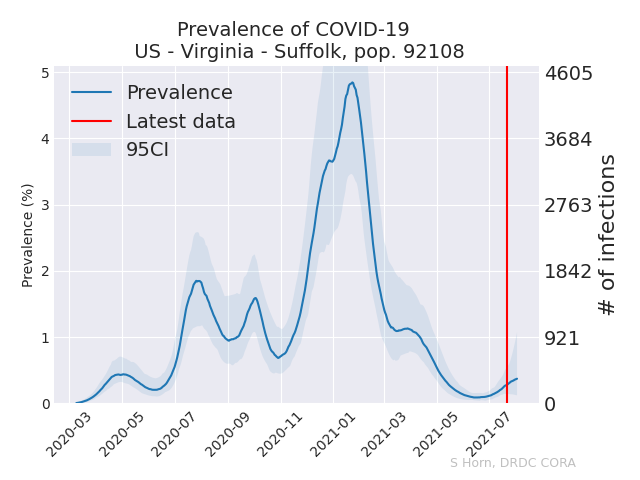 Prevalence of COVID-19
US - Virginia - Suffolk, pop. 92108
Prevalence
Latest data
95CI
Prevalence (%)
5
4
3
2
1
0
4605
3684
2763
1842
921
0
# of infections
2020-03
2020-05
2020-07
2020-09
2020-11
2021-01
2021-03
2021-05
2021-07
S Horn, DRDC CORA